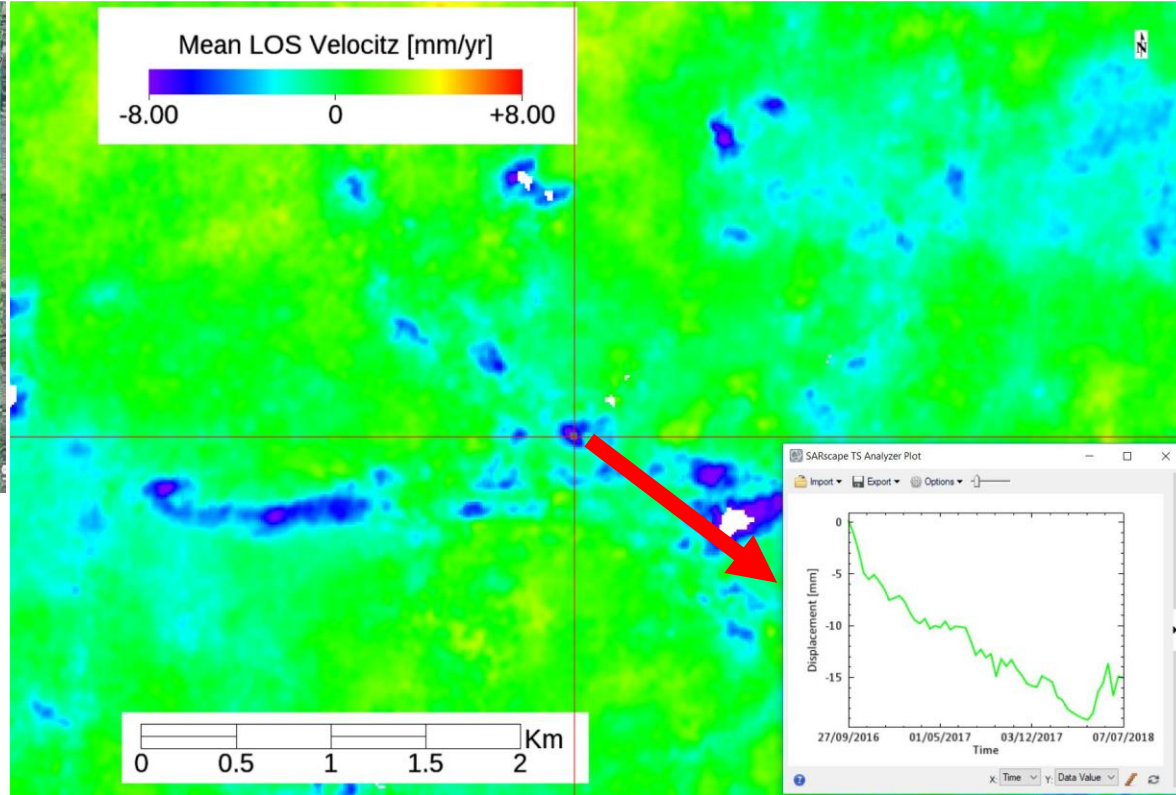 Mean LOS Velocitz [mm/yr]
-8.00 0 +8.00
N
SARscape TS Analyzer Plot
Import Export Options
0
-5
-10
-15
Displacement [mm]
27/09/2016 01/05/2017 03/12/2017 07/07/2018
Time
X: Time Y: Data Value
0 0.5 1 1.5 2 Km